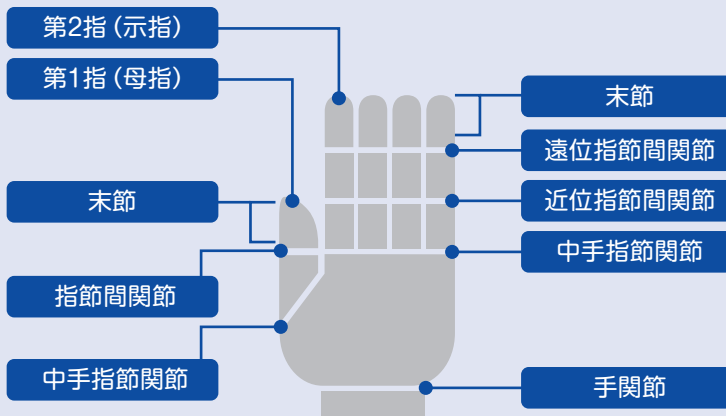 第2指（示指）
第1指（母指）
末節
指節間関節
中手指節関節
末節
遠位指節間関節
近位指節間関節
中手指節関節
手関節